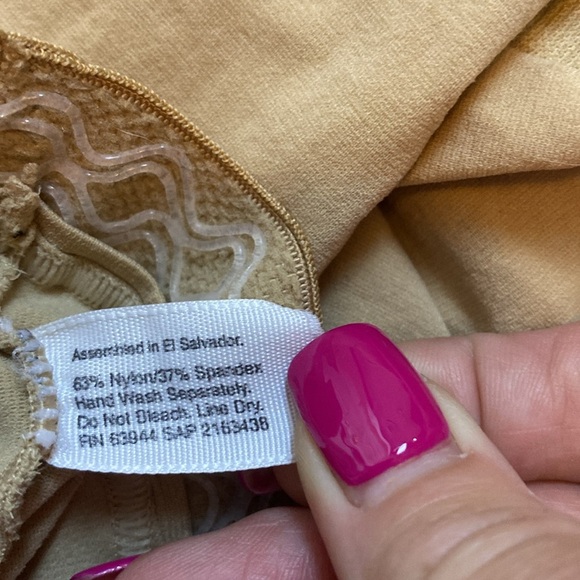 Assembled in El Salvador.
63% Nylon/37% Spandex
Hand Wash Separately.
Do Not Bleach. Line Dry.
RN 63944 SAP 2163438